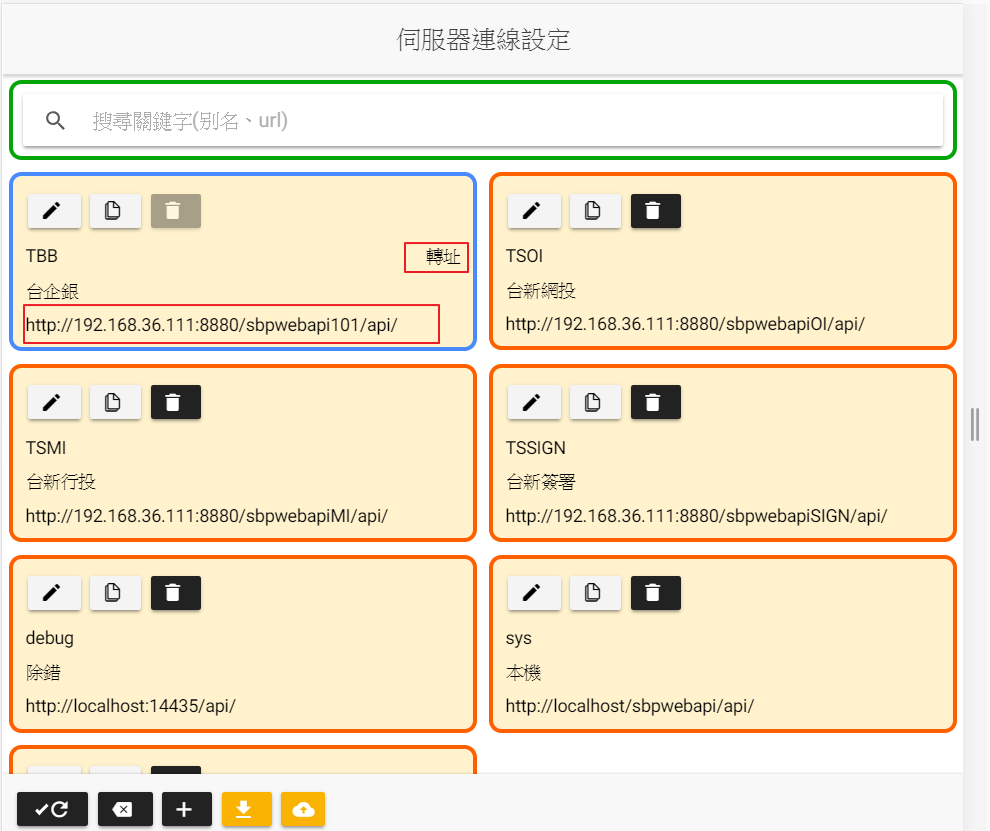 伺服器連線設定
搜尋關鍵字(别名、url)
TBB
轉址
台企銀
http://192.168.36.111:8880/sbpwebapi101/api/
TSOI
台新網投
http://192.168.36.111:8880/sbpwebapiOI/api/
TSMI
台新行投
http://192.168.36.111:8880/sbpwebapiMI/api/
TSSIGN
台新簽署
http://192.168.36.111:8880/sbpwebapiSIGN/api/
debug
除錯
http://localhost:14435/api/
sys
本機
http://localhost/sbpwebapi/api/